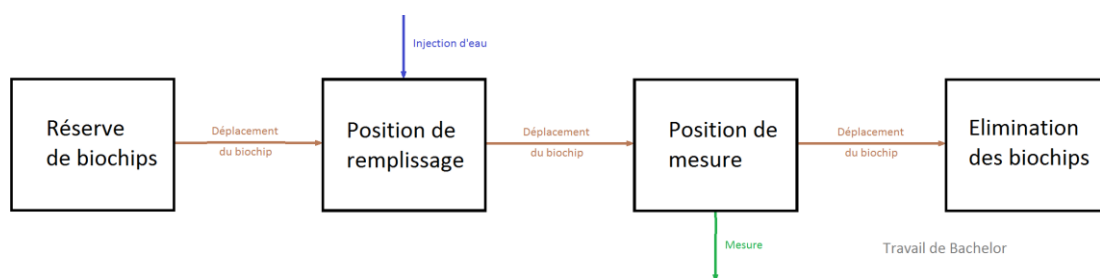 Injection d'eau
Réserve
de biochips
Déplacement
du biochip
Position de
remplissage
Déplacement
du biochip
Position de
mesure
Déplacement
du biochip
Elimination
des biochips
Mesure
Travail de Bachelor